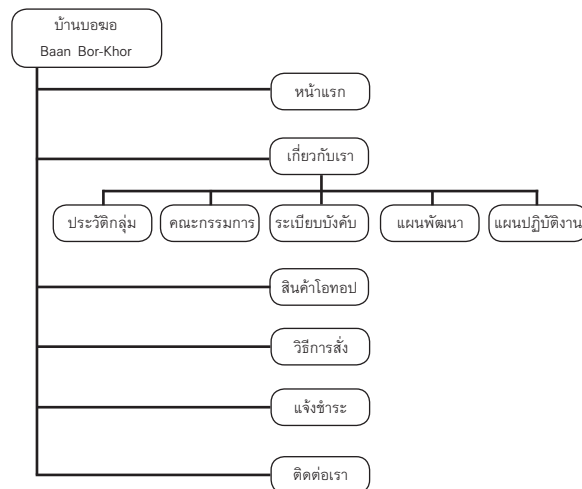 บ้านบอฆอ
Baan Bor-Khor
หน้าแรก
เกี่ยวกับเรา
ประวัติกลุ่ม
คณะกรรมการ
ระเบียบบังคับ
แผนพัฒนา
แผนปฏิบัติงาน
สินค้าโอทอป
วิธีการสั่ง
แจ้งชำระ
ติดต่อเรา